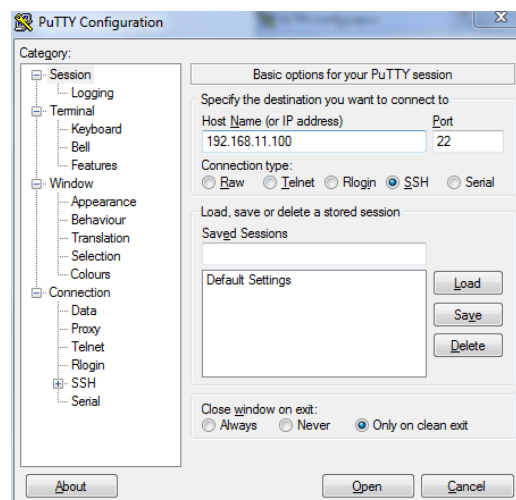 PuTTY Configuration
X
Category:
Session
Logging
Terminal
Keyboard
Bell
Features
Window
Appearance
Behaviour
Translation
Selection
Colours
Connection
Data
Proxy
Telnet
Rlogin
SSH
Serial
Basic options for your PuTTY session
Specify the destination you want to connect to
Host Name (or IP address) Port
192.168.11.100 22
Connection type:
Raw Telnet Rlogin SSH Serial
Load, save or delete a stored session
Saved Sessions
Default Settings
Load
Save
Delete
Close window on exit:
Always Never Only on clean exit
About Open Cancel